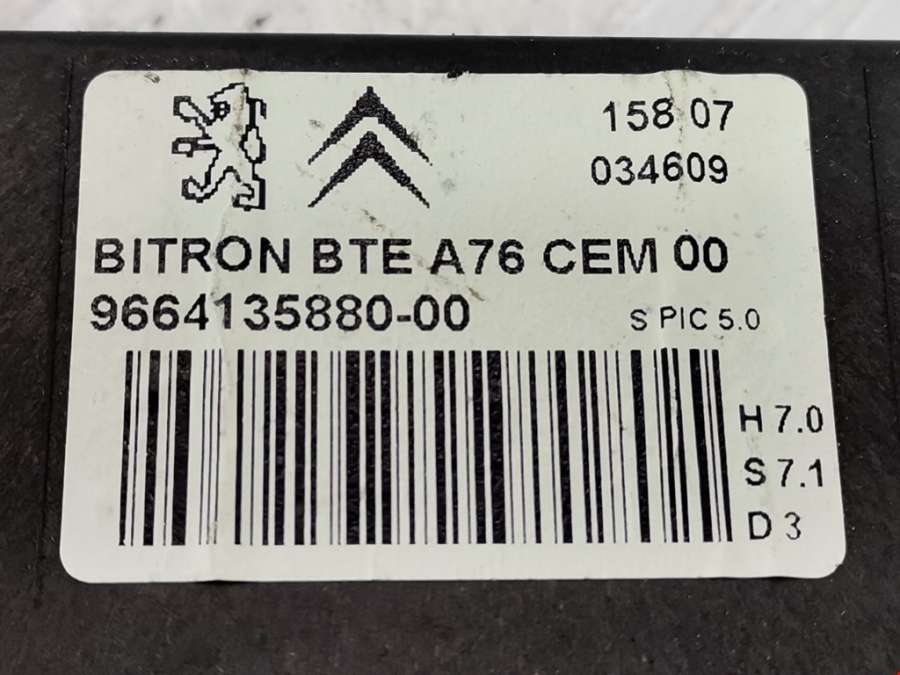 158 07
034609
BITRON BTE A76 CEM 00
9664135880-00
S PIC 5.0
H 7.0
S 7.1
D 3